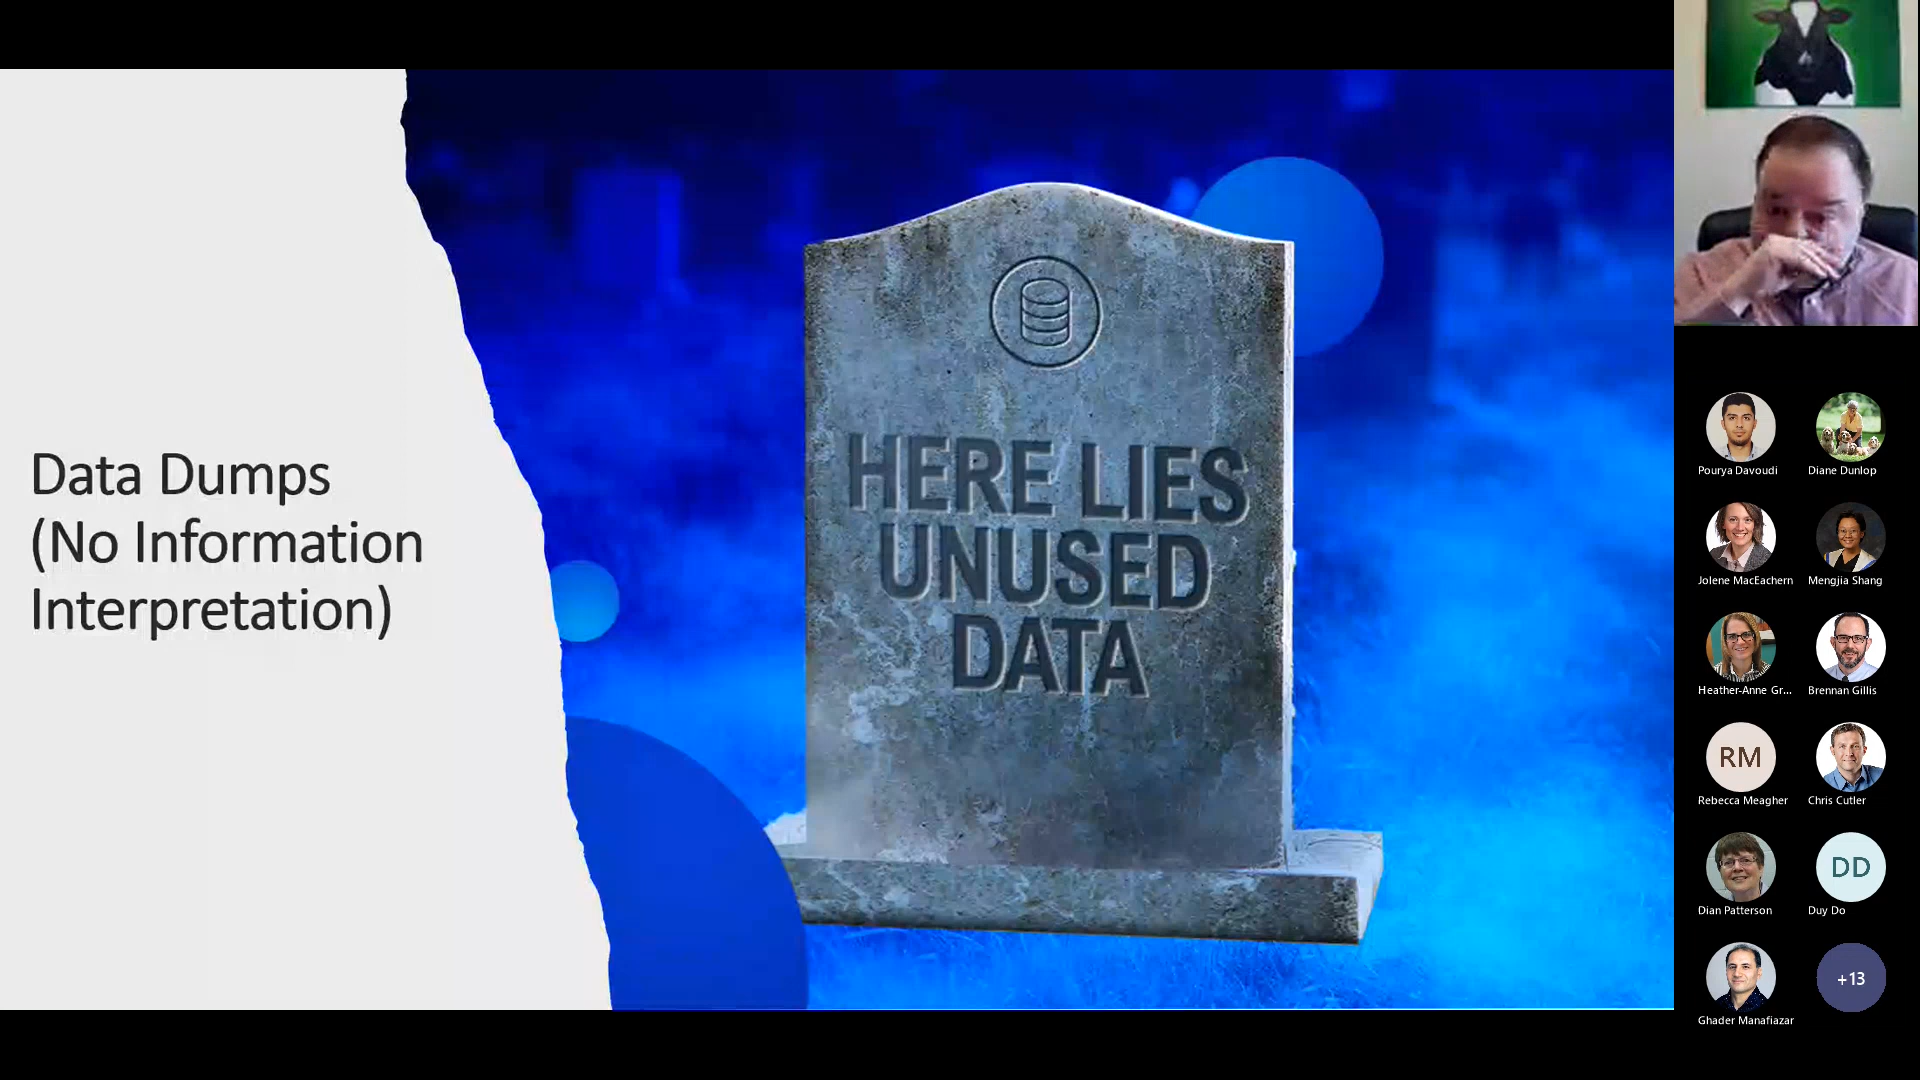 Data Dumps
(No Information
Interpretation)
HERE LIES
UNUSED
DATA
Pourya Davoudi
Diane Dunlop
Jolene MacEachern
Mengjia Shang
Heather-Anne Gr...
Brennan Gillis
RM
Rebecca Meagher
Chris Cutler
Dian Patterson
DD
Duy Do
Ghader Manafiazar
+13